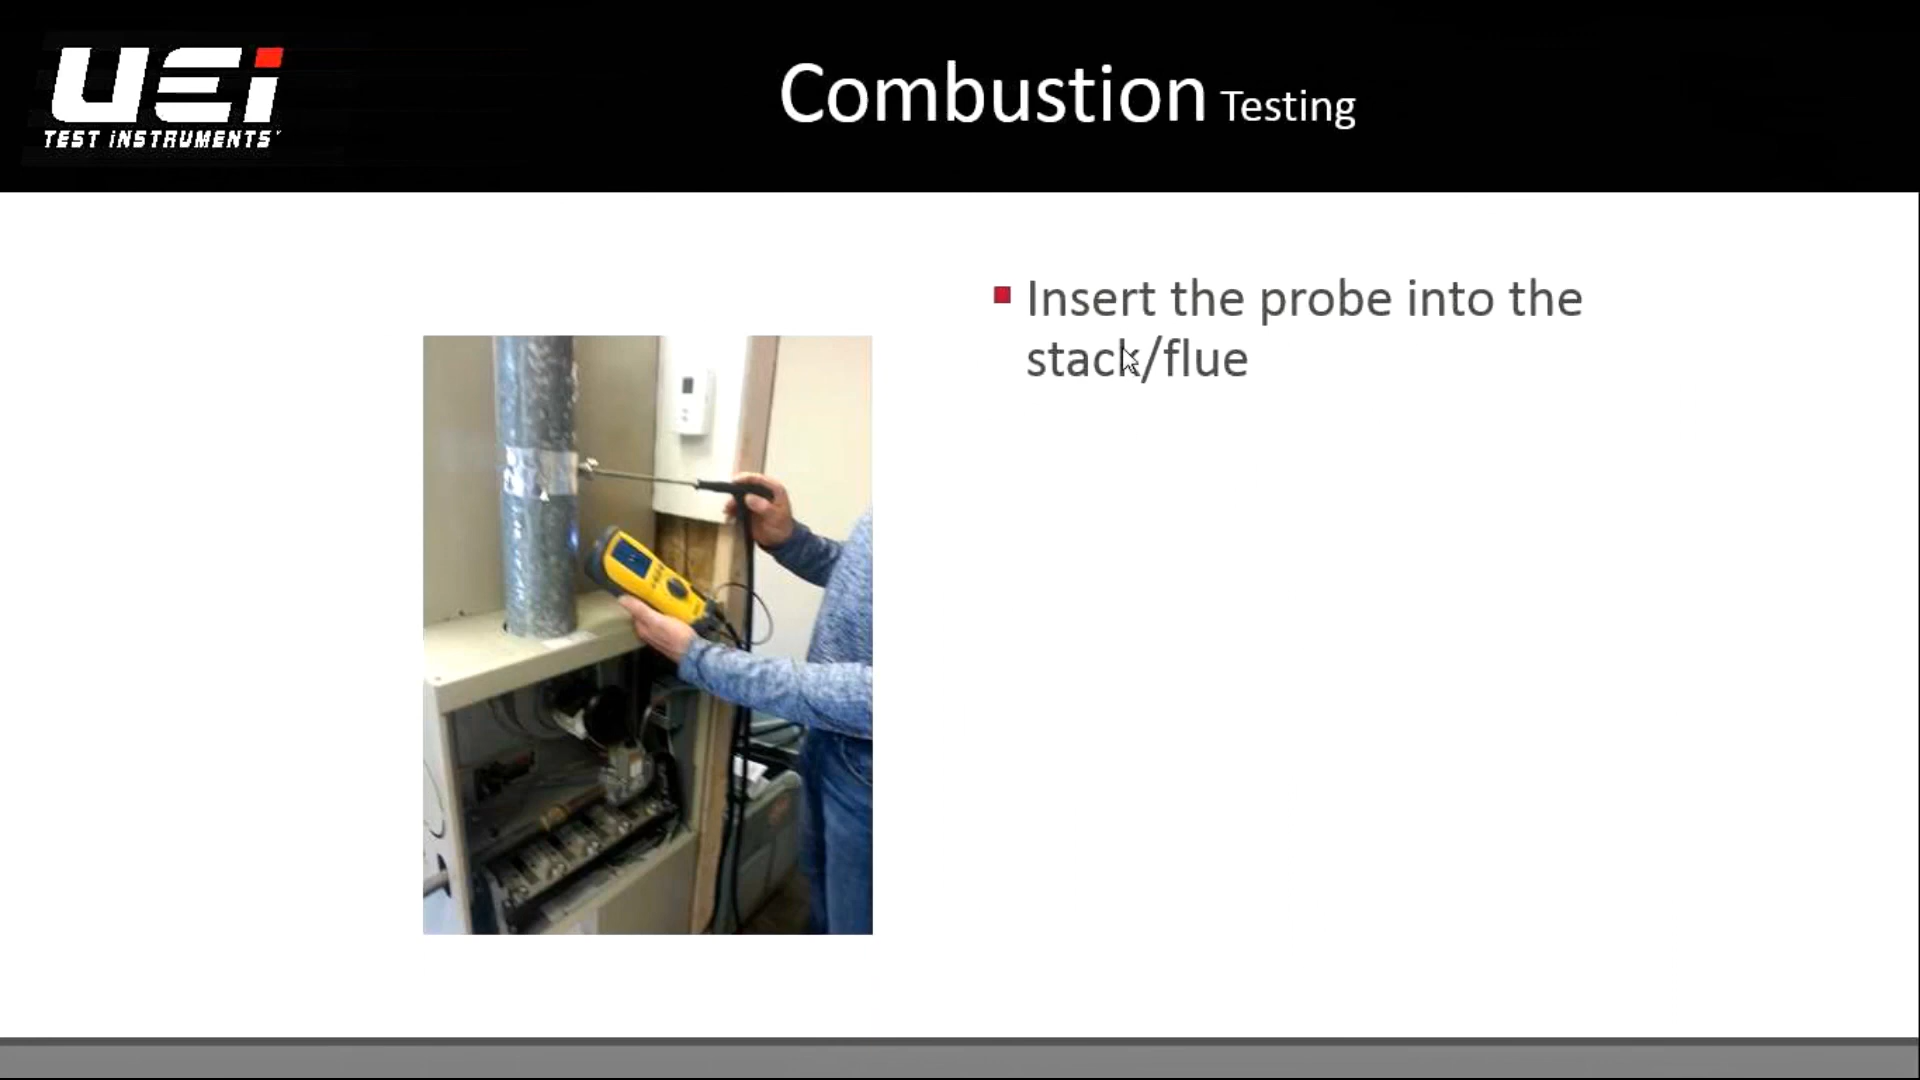 UEi
TEST iNSTRUMENTS
Combustion Testing
Insert the probe into the
stack/flue